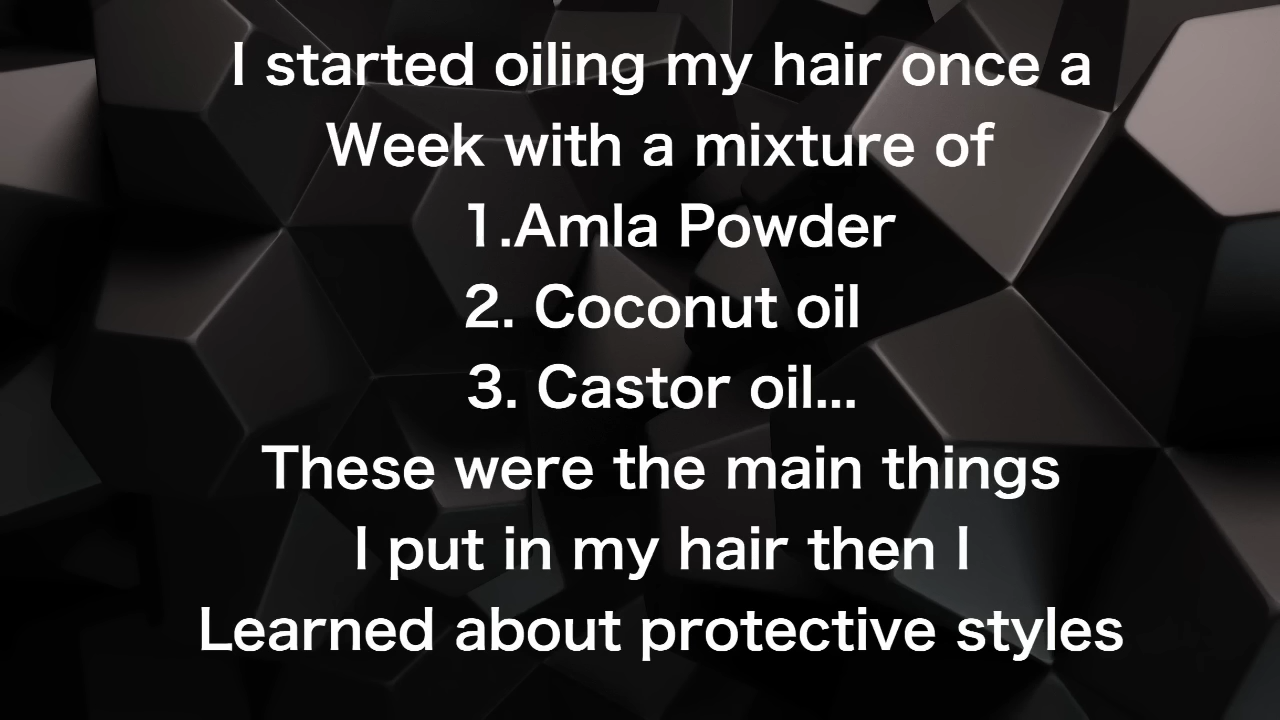 I started oiling my hair once a
Week with a mixture of
1.Amla Powder
2. Coconut oil
3. Castor oil...
These were the main things
I put in my hair then I
Learned about protective styles